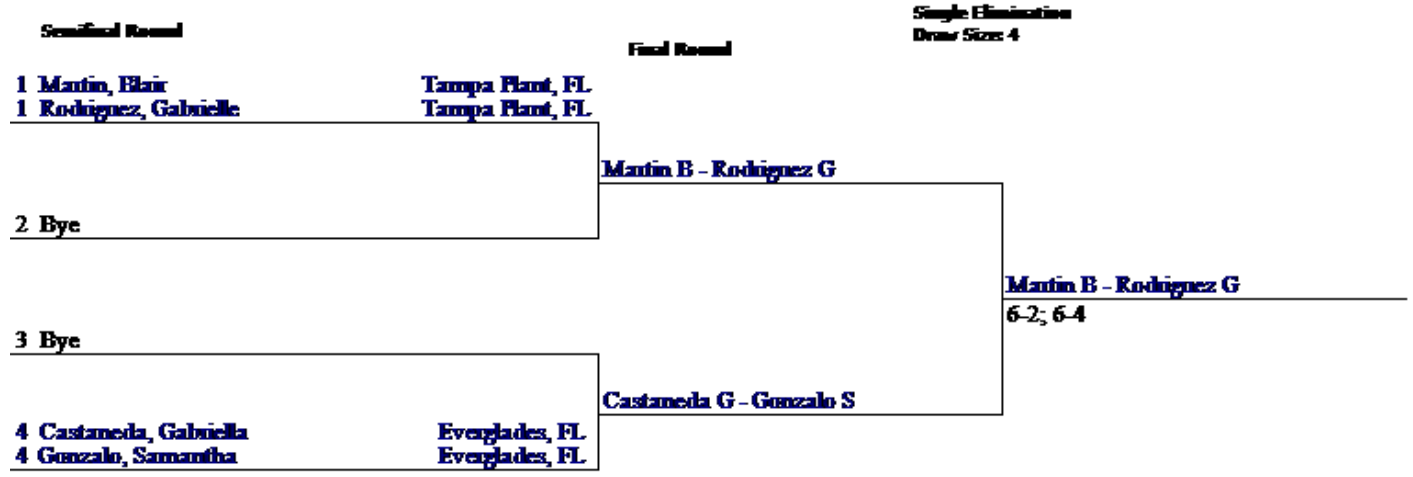 Single Elimination
Draw Size: 4
Semifinal Round
Final Round
1 Martin, Blair Tampa Plant, FL
1 Rodriguez, Gabrielle Tampa Plant, FL
Martin B - Rodriguez G
2 Bye
Martin B - Rodriguez G
6-2; 6-4
3 Bye
Castaneda G - Gonzalo S
4 Castaneda, Gabriella Everglades, FL
4 Gonzalo, Samantha Everglades, FL